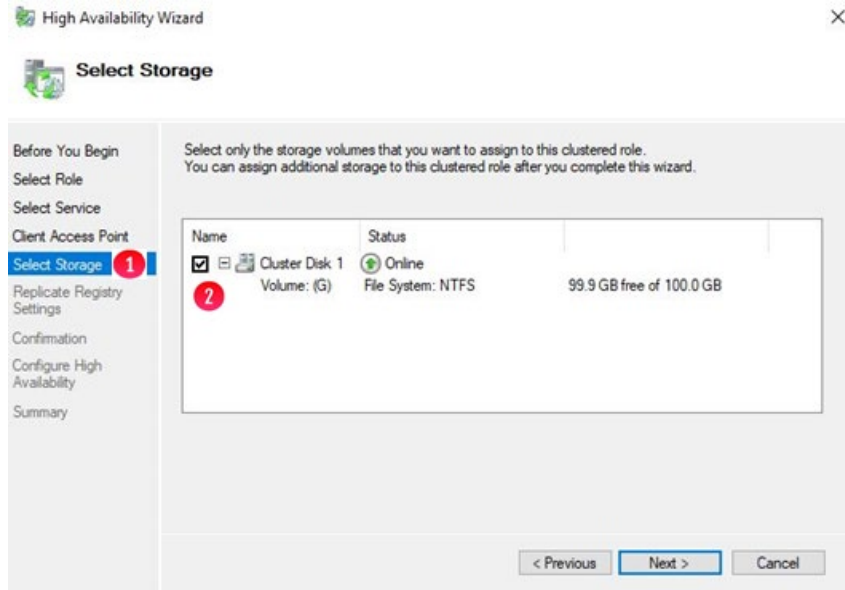 High Availability Wizard
Select Storage
Before You Begin
Select Role
Select Service
Client Access Point
Select Storage 1
Replicate Registry
Settings
Confirmation
Configure High
Availability
Summary
Select only the storage volumes that you want to assign to this clustered role.
You can assign additional storage to this clustered role after you complete this wizard.
Name Status
Cluster Disk 1 Online
2 Volume: (G) File System: NTFS 99.9 GB free of 100.0 GB
< Previous Next > Cancel